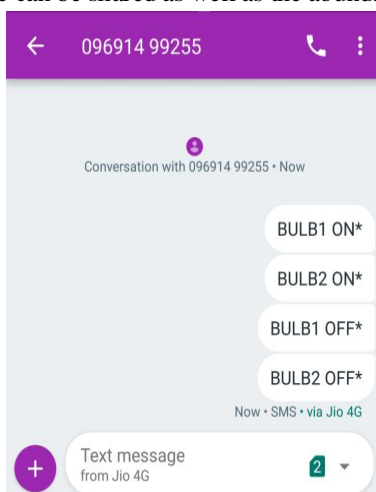 096914 99255
Conversation with 096914 99255 • Now
BULB1 ON*
BULB2 ON*
BULB1 OFF*
BULB2 OFF*
Now • SMS • via Jio 4G
Text message
2
from Jio 4G